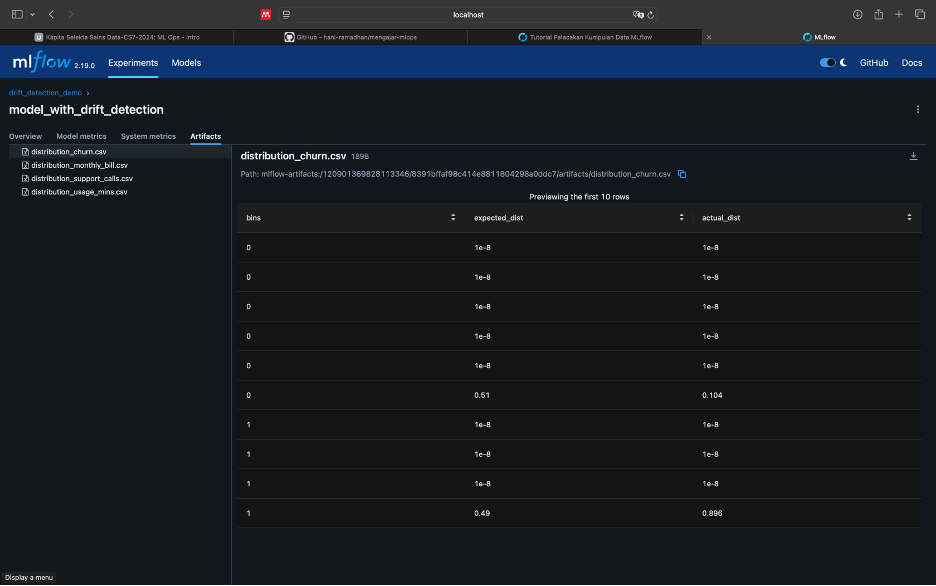 localhost
Kapita Selekta Sains Data-CS7-2024: ML Ops - Intro
GitHub - hani-ramadhan/mengajar-mlops
Tutorial Pelacakan Kumpulan Data MLflow
MLflow
mlflow 2.19.0 Experiments Models GitHub Docs
drift_detection_demo
model_with_drift_detection
Overview Model metrics System metrics Artifacts
distribution_churn.csv
distribution_monthly_bill.csv
distribution_support_calls.csv
distribution_usage_mins.csv
distribution_churn.csv 189B
Path: mlflow-artifacts:/120901369828113346/8391bffaf98c414e8811804298a0ddc7/artifacts/distribution_churn.csv
Previewing the first 10 rows
bins expected_dist actual_dist
0 1e-8 1e-8
0 1e-8 1e-8
0 1e-8 1e-8
0 1e-8 1e-8
0 1e-8 1e-8
0 0.51 0.104
1 1e-8 1e-8
1 1e-8 1e-8
1 1e-8 1e-8
1 0.49 0.896
Display a menu